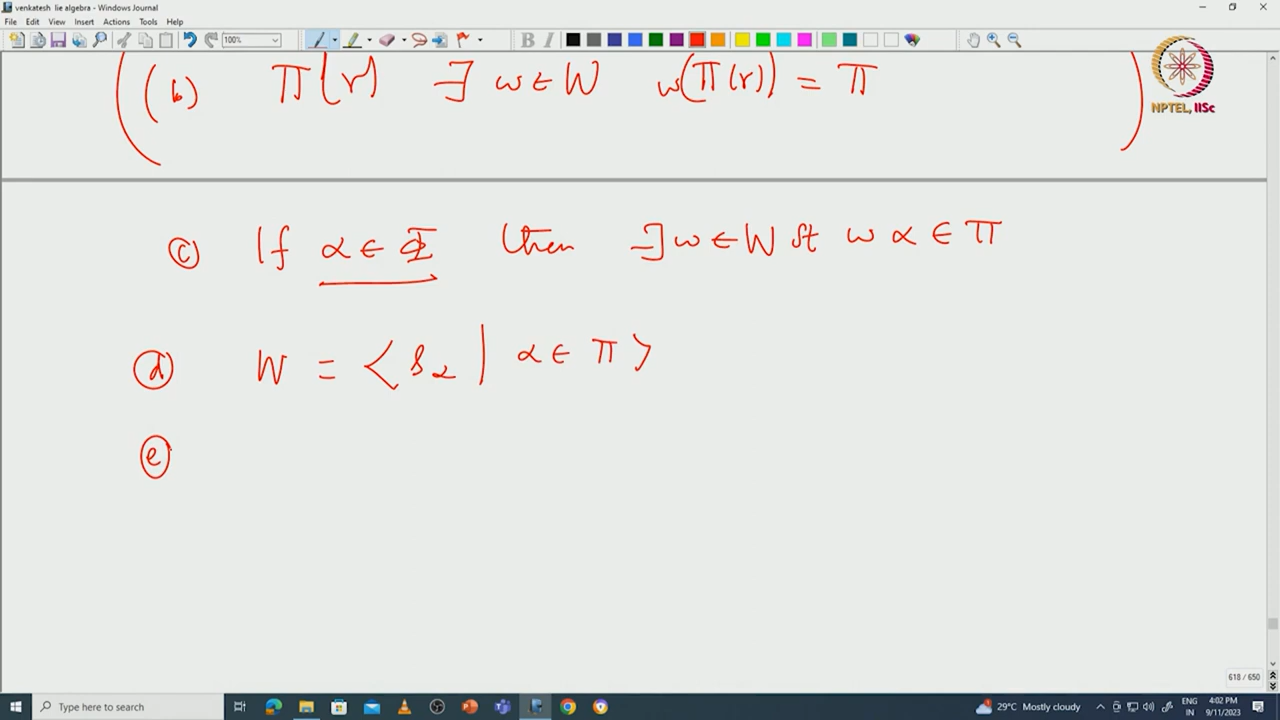 venkatesh lie algebra - Windows Journal
File Edit View Insert Actions Tools Help
100%
B I
(b) Π(γ) ∃ w ∈ W w(Π(γ)) = Π
NPTEL, IISc
(c) If α ∈ Φ then ∃ w ∈ W st w α ∈ Π
(d) W = < s_α | α ∈ Π >
(e)
618 / 650
Type here to search
29°C Mostly cloudy
ENG
IN
4:02 PM
9/11/2023